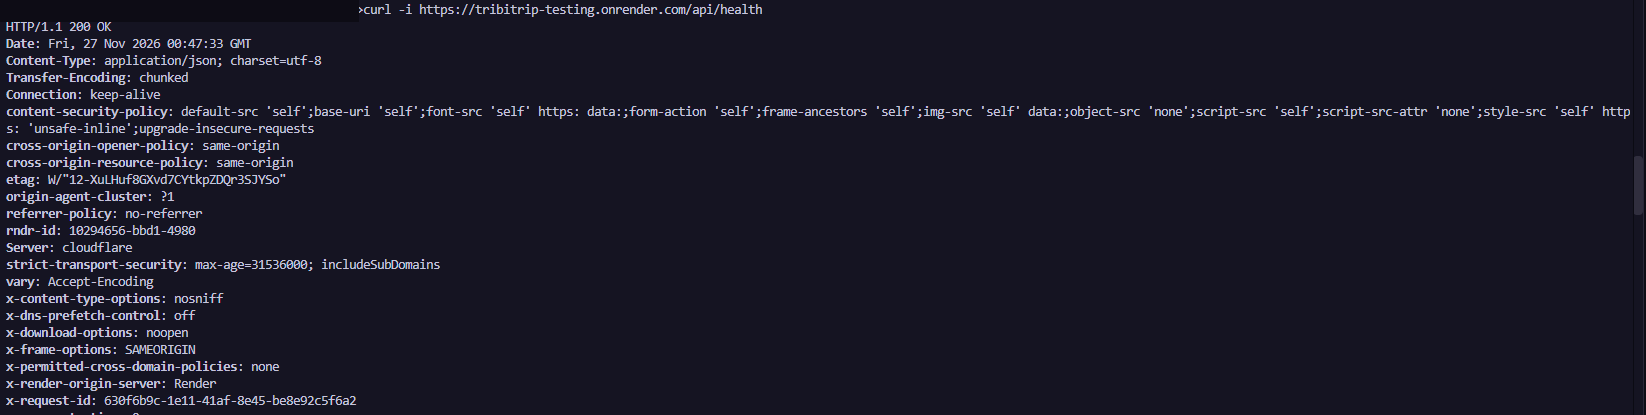 >curl -i https://tribitrip-testing.onrender.com/api/health
HTTP/1.1 200 OK
Date: Fri, 27 Nov 2026 00:47:33 GMT
Content-Type: application/json; charset=utf-8
Transfer-Encoding: chunked
Connection: keep-alive
content-security-policy: default-src 'self';base-uri 'self';font-src 'self' https: data:;form-action 'self';frame-ancestors 'self';img-src 'self' data:;object-src 'none';script-src 'self';script-src-attr 'none';style-src 'self' http
s: 'unsafe-inline';upgrade-insecure-requests
cross-origin-opener-policy: same-origin
cross-origin-resource-policy: same-origin
etag: W/"12-XuLHuf8GXvd7CYtkpZDQr3SJYSo"
origin-agent-cluster: ?1
referrer-policy: no-referrer
rndr-id: 10294656-bbd1-4980
Server: cloudflare
strict-transport-security: max-age=31536000; includeSubDomains
vary: Accept-Encoding
x-content-type-options: nosniff
x-dns-prefetch-control: off
x-download-options: noopen
x-frame-options: SAMEORIGIN
x-permitted-cross-domain-policies: none
x-render-origin-server: Render
x-request-id: 630f6b9c-1e11-41af-8e45-be8e92c5f6a2